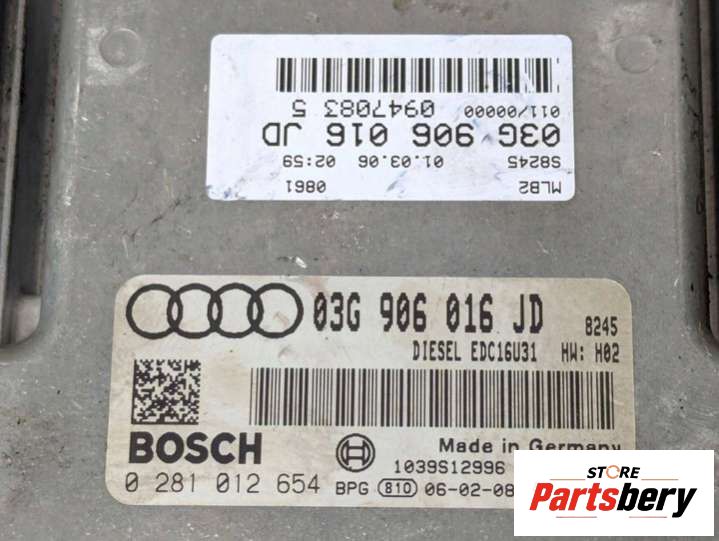 0947083 5
011700000
03G 906 016 JD
S8245 01.03.06 02:59
MLB2 0861
03G 906 016 JD 8245
DIESEL EDC16U31 HW: H02
BOSCH
Made in Germany
1039S12996
0 281 012 654 BPG 810 06-02-08
STORE
Partsbery